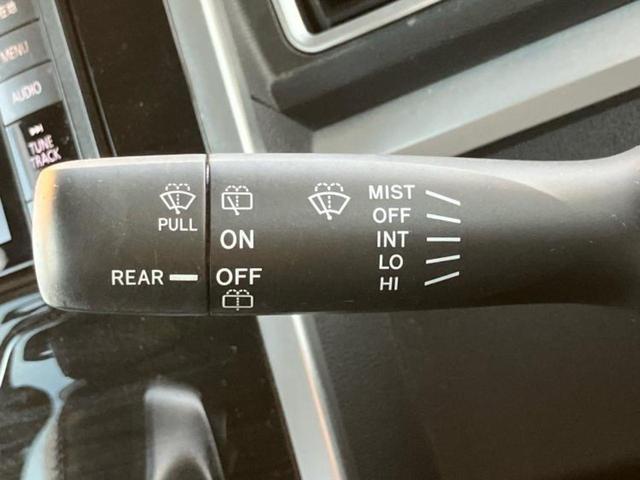 MENU
AUDIO
TUNE
TRACK
PULL
REAR
ON
OFF
MIST
OFF
INT
LO
HI